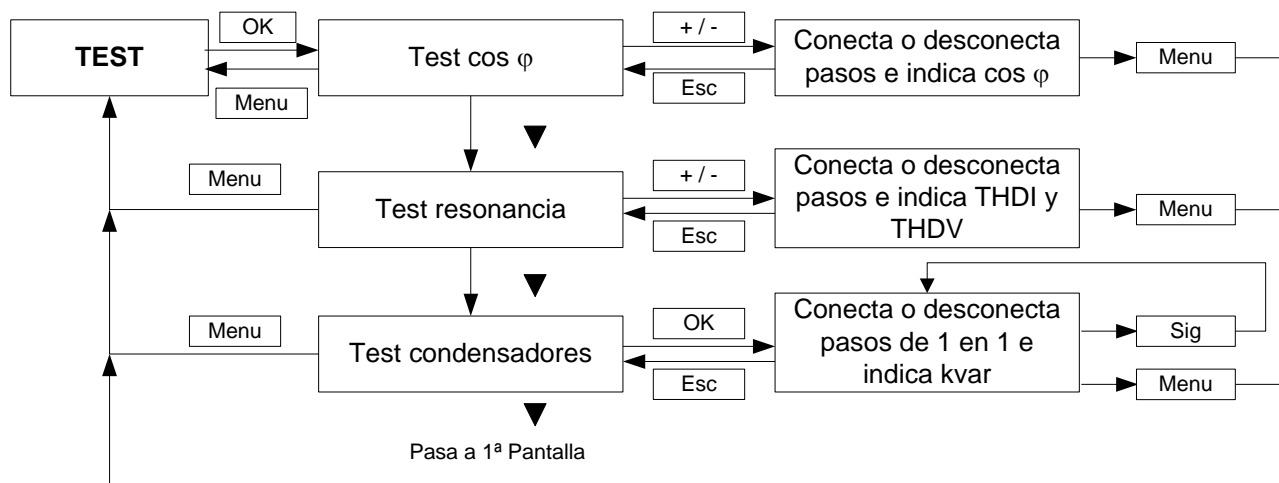 TEST
OK
Menu
Test cos φ
+ / -
Esc
Conecta o desconecta
pasos e indica cos φ
Menu
Menu
Test resonancia
+ / -
Esc
Conecta o desconecta
pasos e indica THDI y
THDV
Menu
Menu
Test condensadores
OK
Esc
Conecta o desconecta
pasos de 1 en 1 e
indica kvar
Sig
Menu
Pasa a 1ª Pantalla